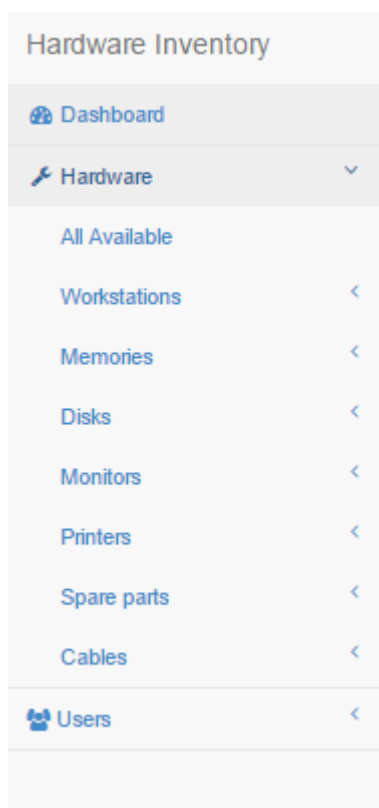 Hardware Inventory
Dashboard
Hardware
All Available
Workstations
Memories
Disks
Monitors
Printers
Spare parts
Cables
Users